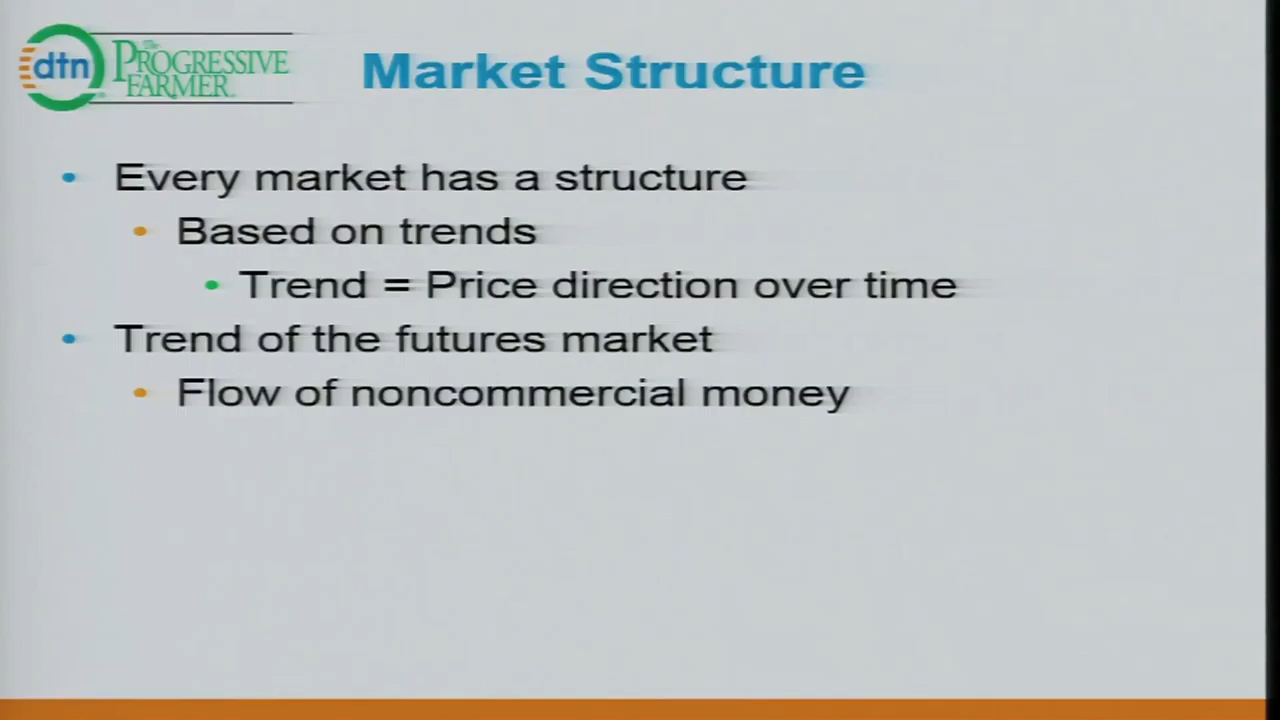 dtn
The
PROGRESSIVE
FARMER
Market Structure
• Every market has a structure
• Based on trends
• Trend = Price direction over time
• Trend of the futures market
• Flow of noncommercial money